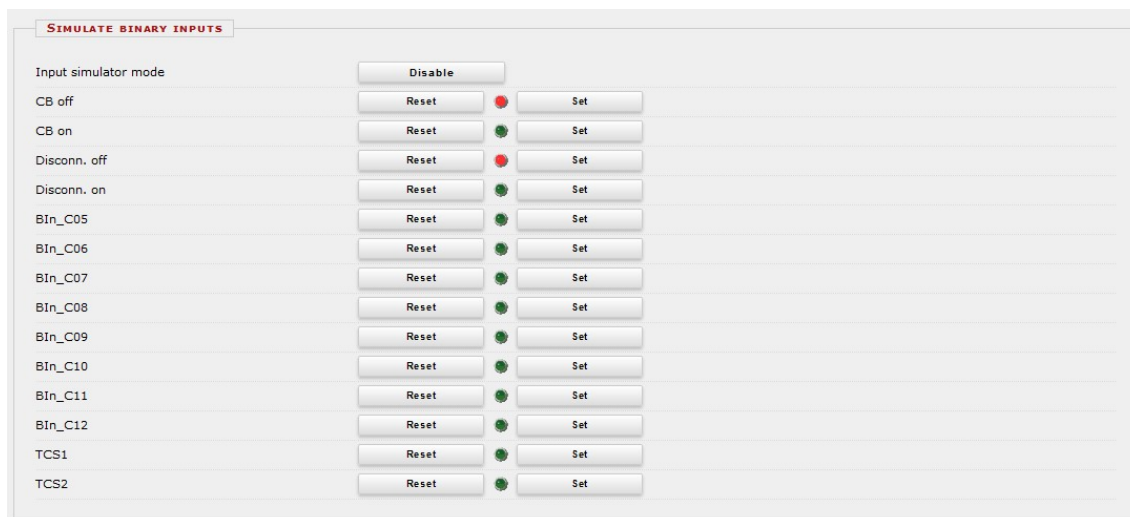 SIMULATE BINARY INPUTS
Input simulator mode Disable
CB off Reset Set
CB on Reset Set
Disconn. off Reset Set
Disconn. on Reset Set
BIn_C05 Reset Set
BIn_C06 Reset Set
BIn_C07 Reset Set
BIn_C08 Reset Set
BIn_C09 Reset Set
BIn_C10 Reset Set
BIn_C11 Reset Set
BIn_C12 Reset Set
TCS1 Reset Set
TCS2 Reset Set